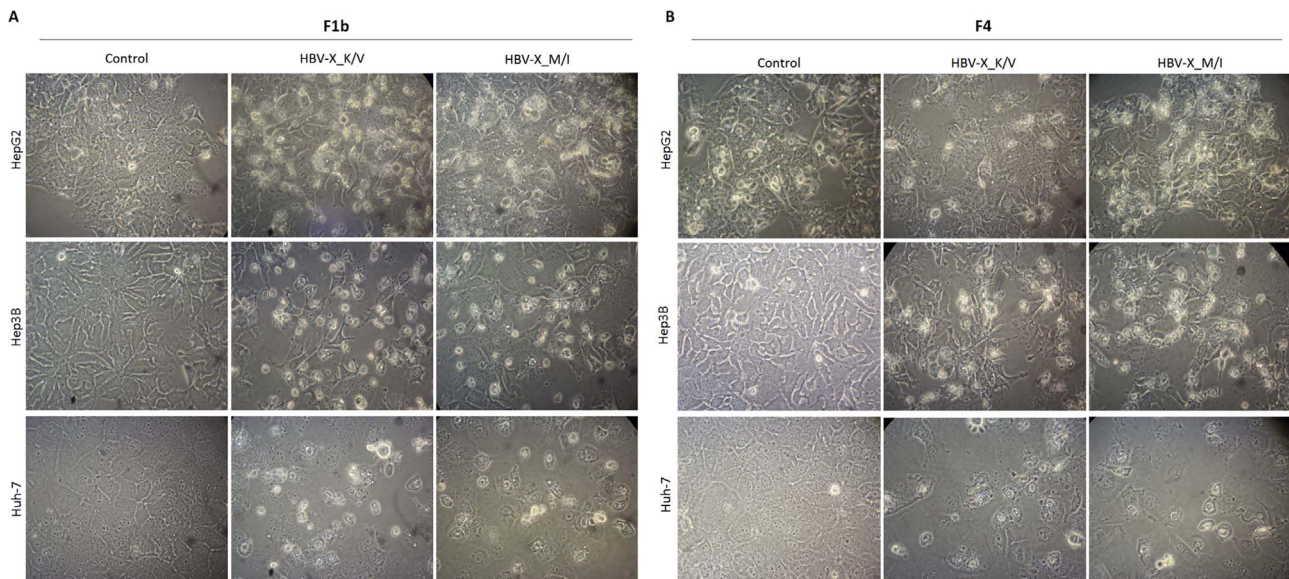 A
F1b
Control HBV-X_K/V HBV-X_M/I
HepG2
Hep3B
Huh-7
B
F4
Control HBV-X_K/V HBV-X_M/I
HepG2
Hep3B
Huh-7